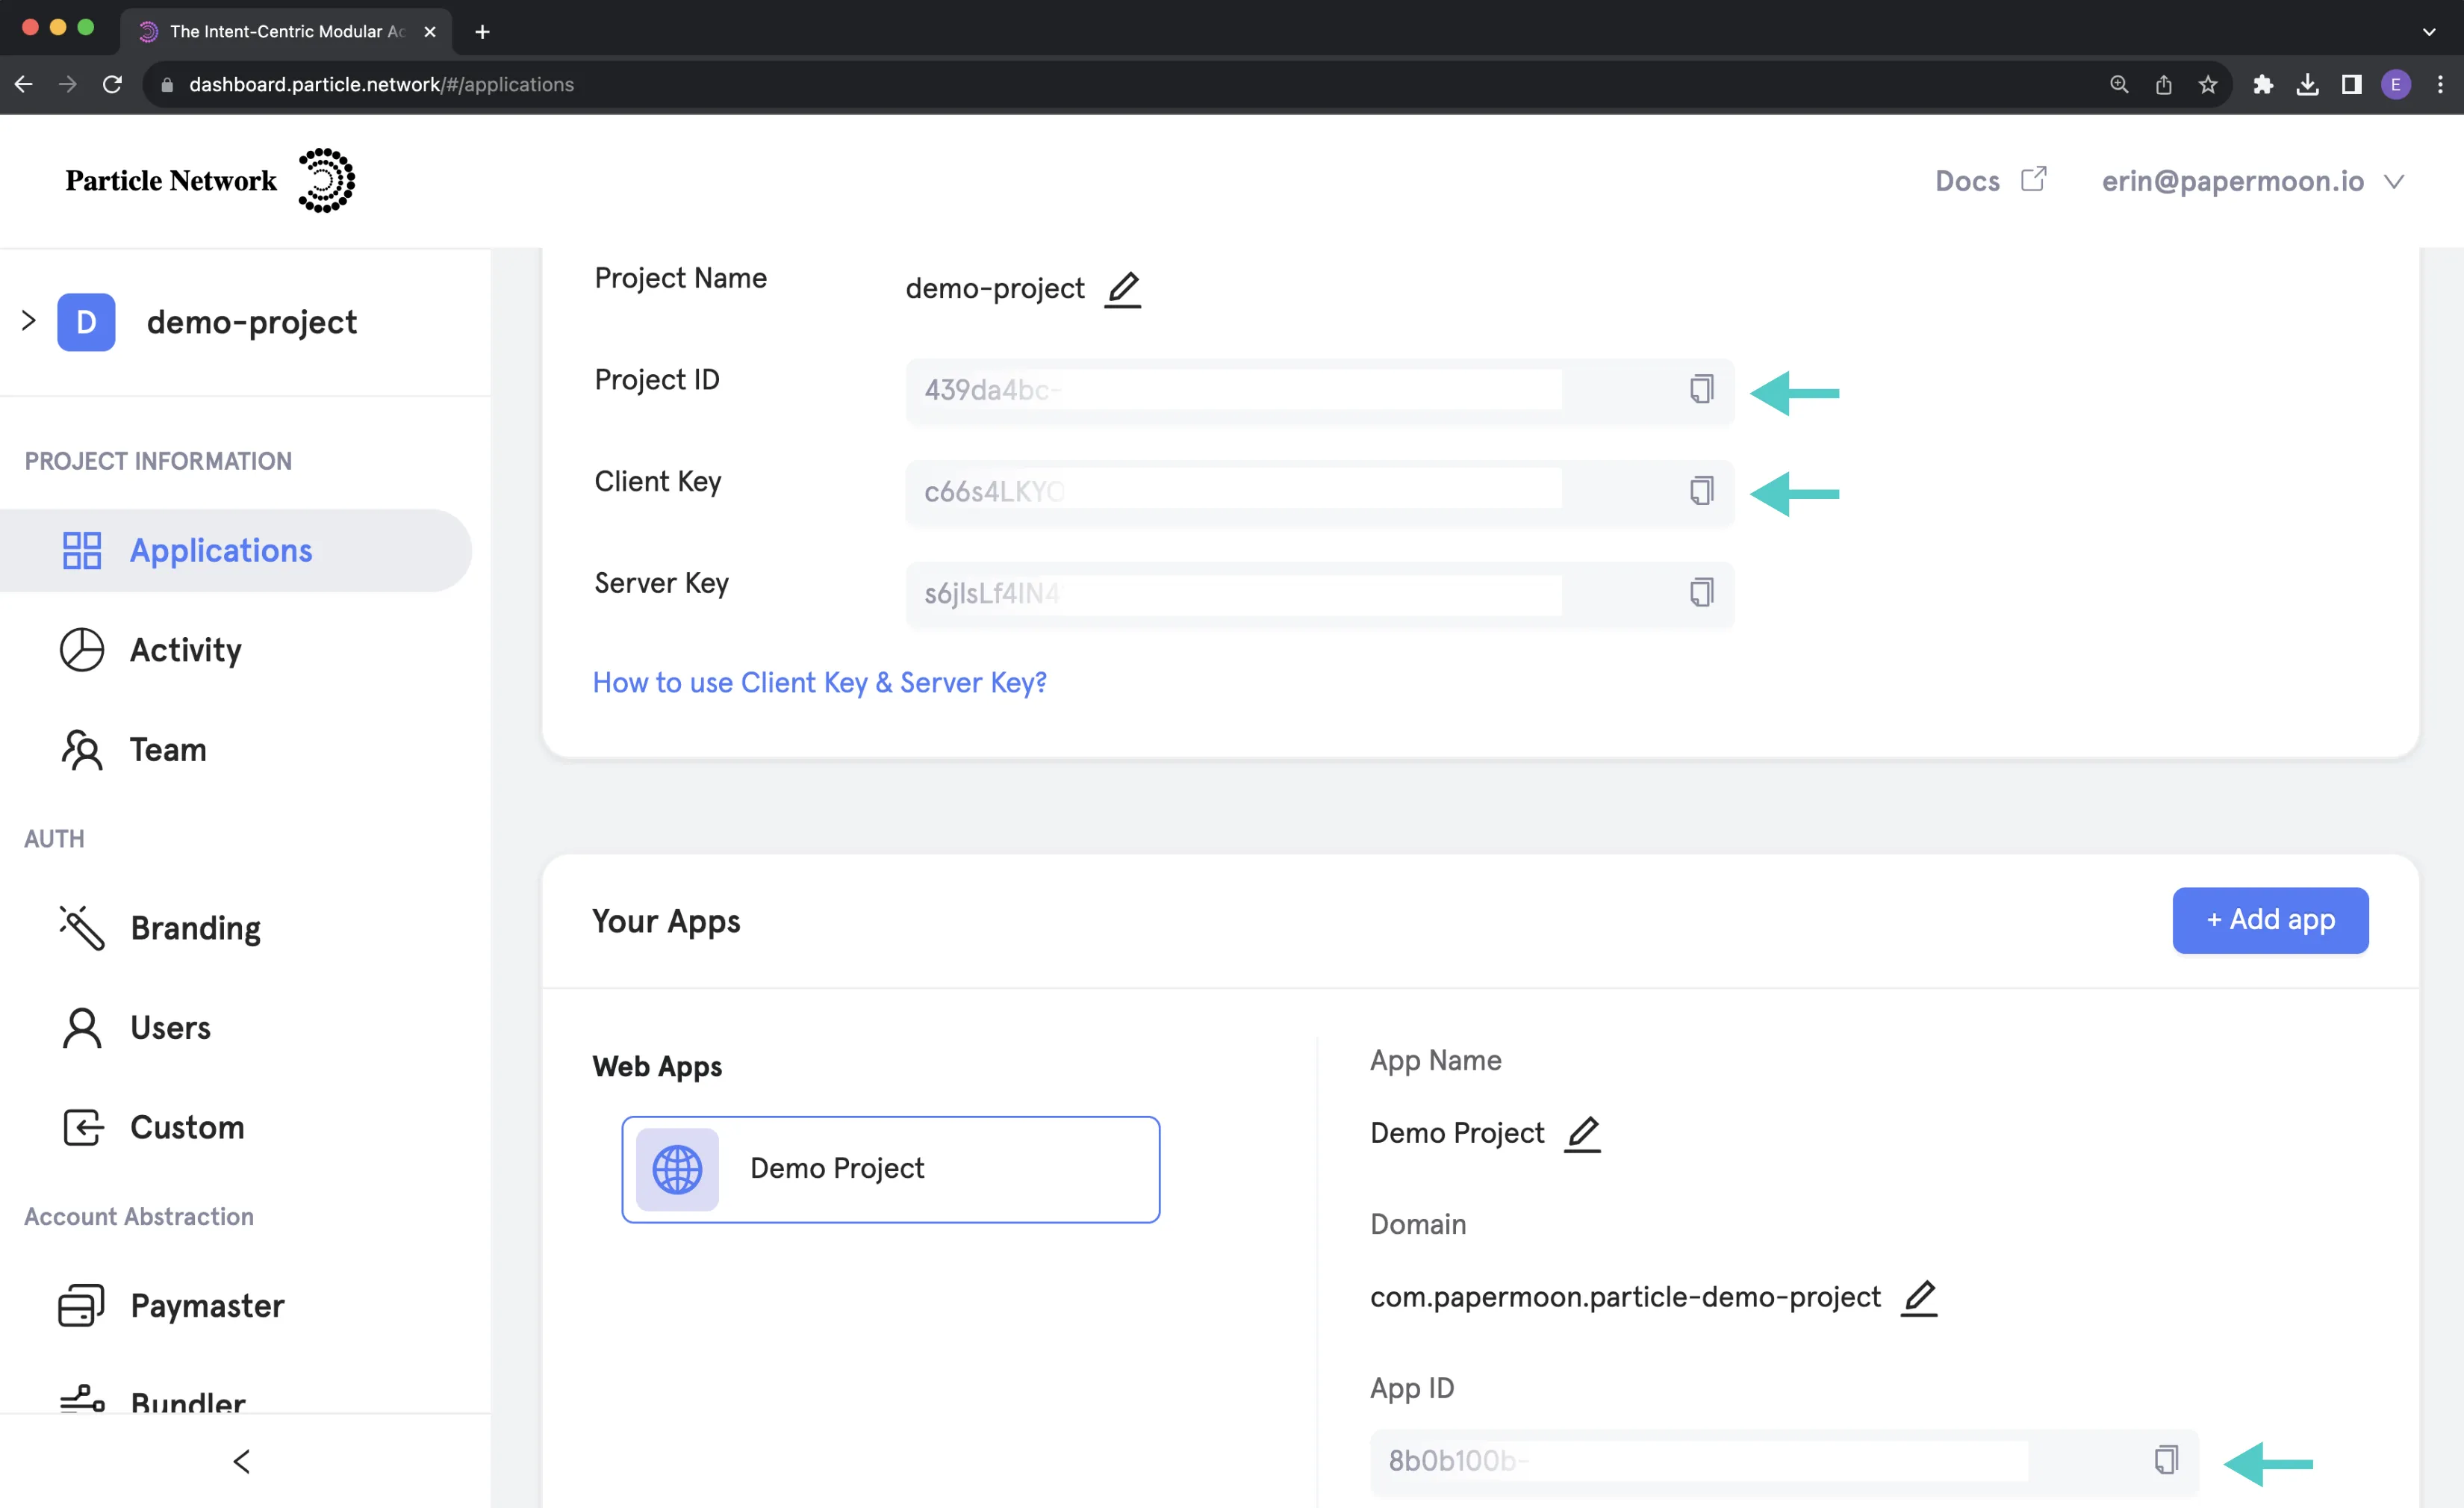 The Intent-Centric Modular Ac
dashboard.particle.network/#/applications
E
Particle Network
Docs
erin@papermoon.io
D
demo-project
PROJECT INFORMATION
Applications
Activity
Team
AUTH
Branding
Users
Custom
Account Abstraction
Paymaster
Bundler
Project Name
demo-project
Project ID
439da4bc-
Client Key
c66s4LKYO
Server Key
How to use Client Key & Server Key?
Your Apps
+ Add app
Web Apps
Demo Project
App Name
Demo Project
Domain
com.papermoon.particle-demo-project
App ID
8b0b100b-